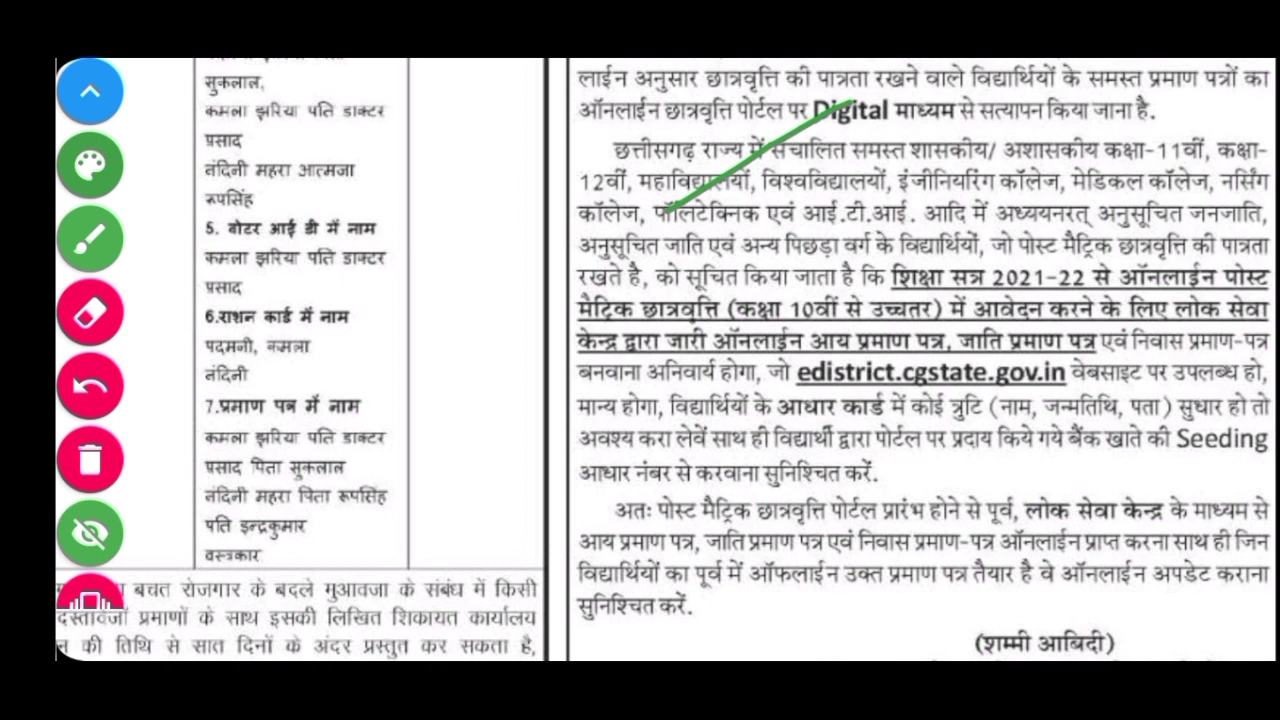 सुकलाल,
कमला झरिया पति डाक्टर
प्रसाद
नंदिनी महरा आत्मजा
रूपसिंह
5. वोटर आई डी में नाम
कमला झरिया पति डाक्टर
प्रसाद
6.राशन कार्ड में नाम
पदमनी, कमला
नंदिनी
7.प्रमाण पत्र में नाम
कमला झरिया पति डाक्टर
प्रसाद पिता सुकलाल
नंदिनी महरा पिता रूपसिंह
पति इन्द्रकुमार
वस्त्रकार
बचत रोजगार के बदले मुआवजा के संबंध में किसी
दस्तावेजों प्रमाणों के साथ इसकी लिखित शिकायत कार्यालय
न की तिथि से सात दिनों के अंदर प्रस्तुत कर सकता है,
लाईन अनुसार छात्रवृत्ति की पात्रता रखने वाले विद्यार्थियों के समस्त प्रमाण पत्रों का
ऑनलाईन छात्रवृत्ति पोर्टल पर Digital माध्यम से सत्यापन किया जाना है.
छत्तीसगढ़ राज्य में संचालित समस्त शासकीय/ अशासकीय कक्षा-11वीं, कक्षा-
12वीं, महाविद्यालयों, विश्वविद्यालयों, इंजीनियरिंग कॉलेज, मेडिकल कॉलेज, नर्सिंग
कॉलेज, पॉलिटेक्निक एवं आई.टी.आई. आदि में अध्ययनरत् अनुसूचित जनजाति,
अनुसूचित जाति एवं अन्य पिछड़ा वर्ग के विद्यार्थियों, जो पोस्ट मैट्रिक छात्रवृत्ति की पात्रता
रखते है, को सूचित किया जाता है कि शिक्षा सत्र 2021-22 से ऑनलाईन पोस्ट
मैट्रिक छात्रवृत्ति (कक्षा 10वीं से उच्चतर) में आवेदन करने के लिए लोक सेवा
केन्द्र द्वारा जारी ऑनलाईन आय प्रमाण पत्र, जाति प्रमाण पत्र एवं निवास प्रमाण-पत्र
बनवाना अनिवार्य होगा, जो edistrict.cgstate.gov.in वेबसाइट पर उपलब्ध हो,
मान्य होगा, विद्यार्थियों के आधार कार्ड में कोई त्रुटि (नाम, जन्मतिथि, पता) सुधार हो तो
अवश्य करा लेवें साथ ही विद्यार्थी द्वारा पोर्टल पर प्रदाय किये गये बैंक खाते की Seeding
आधार नंबर से करवाना सुनिश्चित करें.
अतः पोस्ट मैट्रिक छात्रवृत्ति पोर्टल प्रारंभ होने से पूर्व, लोक सेवा केन्द्र के माध्यम से
आय प्रमाण पत्र, जाति प्रमाण पत्र एवं निवास प्रमाण-पत्र ऑनलाईन प्राप्त करना साथ ही जिन
विद्यार्थियों का पूर्व में ऑफलाईन उक्त प्रमाण पत्र तैयार है वे ऑनलाईन अपडेट कराना
सुनिश्चित करें.
(शम्मी आबिदी)